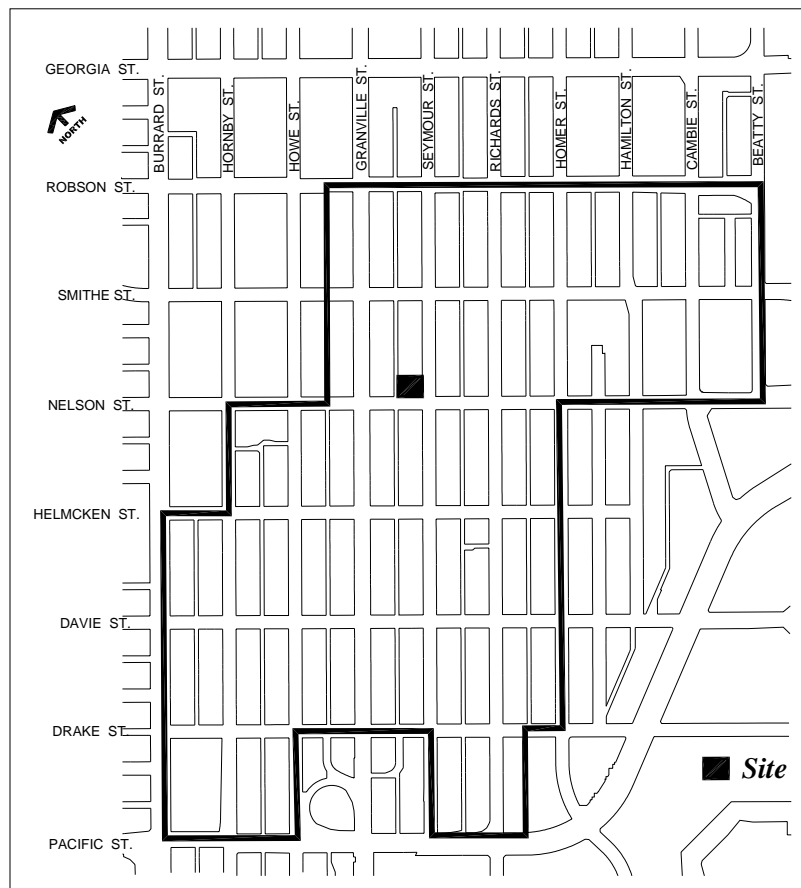 GEORGIA ST.
BURRARD ST.
HORNBY ST.
HOWE ST.
GRANVILLE ST.
SEYMOUR ST.
RICHARDS ST.
HOMER ST.
HAMILTON ST.
CAMBIE ST.
BEATTY ST.
NORTH
ROBSON ST.
SMITHE ST.
NELSON ST.
HELMCKEN ST.
DAVIE ST.
DRAKE ST.
Site
PACIFIC ST.